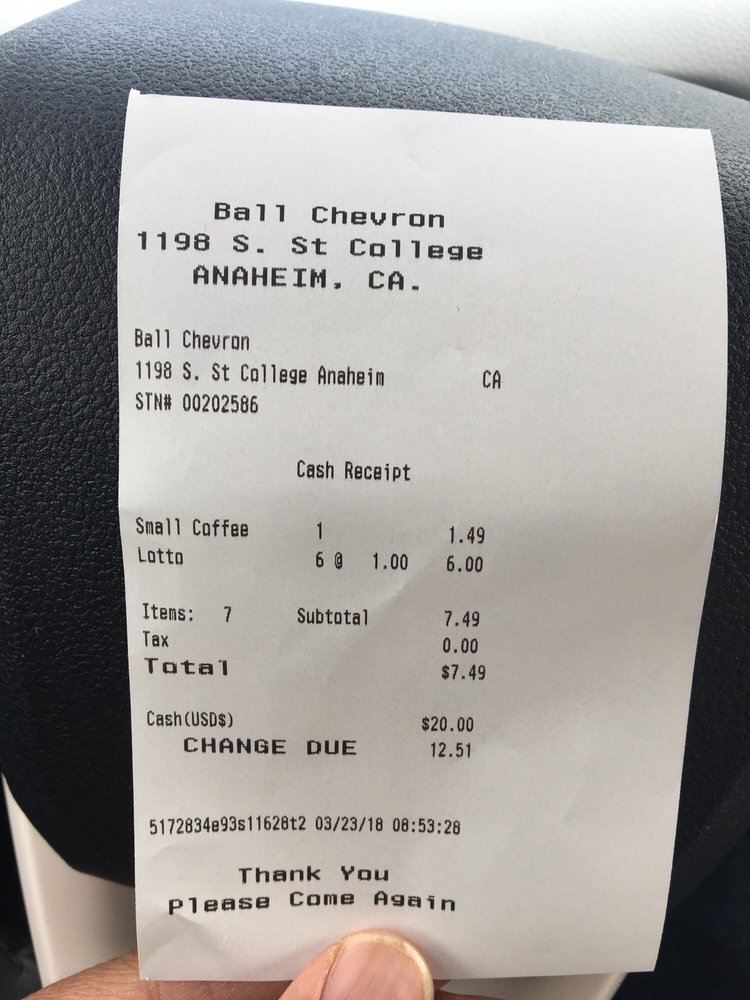 Ball Chevron
1198 S. St College
ANAHEIM, CA.
Ball Chevron
1198 S. St College Anaheim CA
STN# 00202586
Cash Receipt
Small Coffee 1 1.49
Lotto 6 @ 1.00 6.00
Items: 7 Subtotal 7.49
Tax 0.00
Total $7.49
Cash(USD$) $20.00
CHANGE DUE 12.51
5172834e93s11628t2 03/23/18 08:53:28
Thank You
Please Come Again